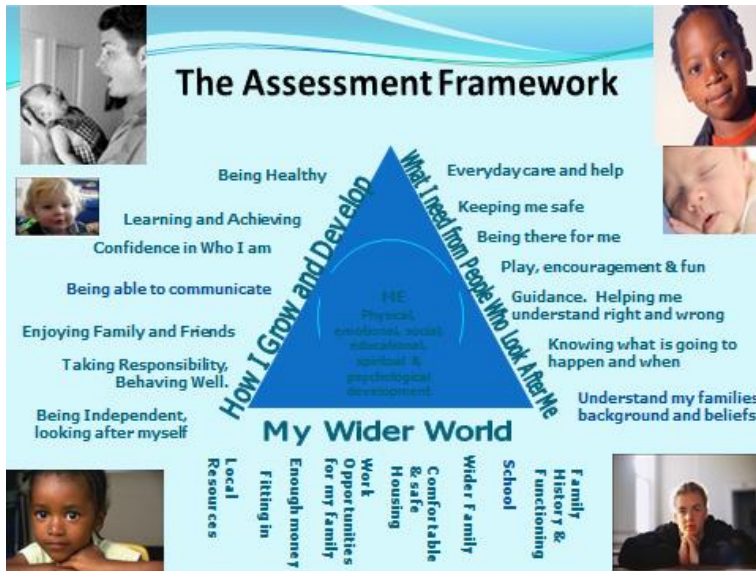 The Assessment Framework
Being Healthy
Learning and Achieving
Confidence in Who I am
Being able to communicate
Enjoying Family and Friends
Taking Responsibility,
Behaving Well.
Being Independent,
looking after myself
How I Grow and Develop
What I need from People Who Look After Me
Everyday care and help
Keeping me safe
Being there for me
Play, encouragement & fun
Guidance. Helping me
understand right and wrong
Knowing what is going to
happen and when
Understand my families
background and beliefs
Physical,
emotional, social,
educational,
spiritual &
psychological
development
My Wider World
Local
Resources
Fitting in
Enough money
Work
Opportunities
for my family
Comfortable
& safe
Housing
Wider Family
School
Family
History &
Functioning